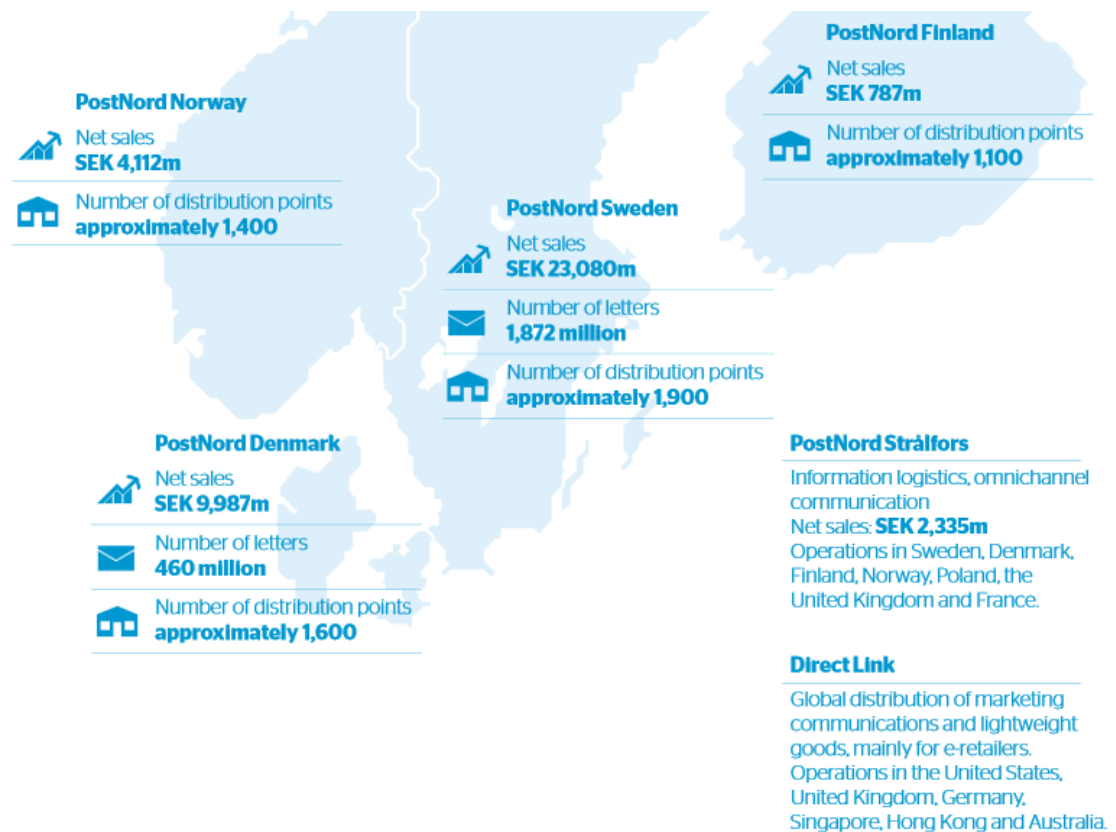 PostNord Finland
Net sales
SEK 787m
Number of distribution points
approximately 1,100
PostNord Norway
Net sales
SEK 4,112m
Number of distribution points
approximately 1,400
PostNord Sweden
Net sales
SEK 23,080m
Number of letters
1,872 million
Number of distribution points
approximately 1,900
PostNord Denmark
Net sales
SEK 9,987m
Number of letters
460 million
Number of distribution points
approximately 1,600
PostNord Strålfors
Information logistics, omnichannel
communication
Net sales: SEK 2,335m
Operations in Sweden, Denmark,
Finland, Norway, Poland, the
United Kingdom and France.
Direct Link
Global distribution of marketing
communications and lightweight
goods, mainly for e-retailers.
Operations in the United States,
United Kingdom, Germany,
Singapore, Hong Kong and Australia.